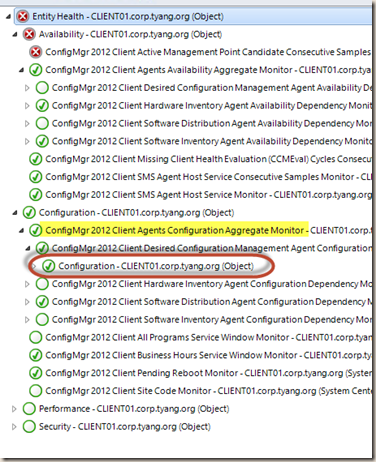 Entity Health - CLIENT01.corp.tyang.org (Object)
Availability - CLIENT01.corp.tyang.org (Object)
ConfigMgr 2012 Client Active Management Point Candidate Consecutive Samples
ConfigMgr 2012 Client Agents Availability Aggregate Monitor - CLIENT01.corp.tyang
ConfigMgr 2012 Client Desired Configuration Management Agent Availability
ConfigMgr 2012 Client Hardware Inventory Agent Availability Dependency Mon
ConfigMgr 2012 Client Software Distribution Agent Availability Dependency Mo
ConfigMgr 2012 Client Software Inventory Agent Availability Dependency Moni
ConfigMgr 2012 Client Missing Client Health Evaluation (CCMEval) Cycles Consecut
ConfigMgr 2012 Client SMS Agent Host Service Consecutive Samples Monitor - CLIE
ConfigMgr 2012 Client SMS Agent Host Service Monitor - CLIENT01.corp.tyang.org
Configuration - CLIENT01.corp.tyang.org (Object)
ConfigMgr 2012 Client Agents Configuration Aggregate Monitor - CLIENT01.corp.t
ConfigMgr 2012 Client Desired Configuration Management Agent Configuration
Configuration - CLIENT01.corp.tyang.org (Object)
ConfigMgr 2012 Client Hardware Inventory Agent Configuration Dependency Mo
ConfigMgr 2012 Client Software Distribution Agent Configuration Dependency
ConfigMgr 2012 Client Software Inventory Agent Configuration Dependency Mo
ConfigMgr 2012 Client All Programs Service Window Monitor - CLIENT01.corp.tyang
ConfigMgr 2012 Client Business Hours Service Window Monitor - CLIENT01.corp.tya
ConfigMgr 2012 Client Pending Reboot Monitor - CLIENT01.corp.tyang.org (System
ConfigMgr 2012 Client Site Code Monitor - CLIENT01.corp.tyang.org (System Cente
Performance - CLIENT01.corp.tyang.org (Object)
Security - CLIENT01.corp.tyang.org (Object)